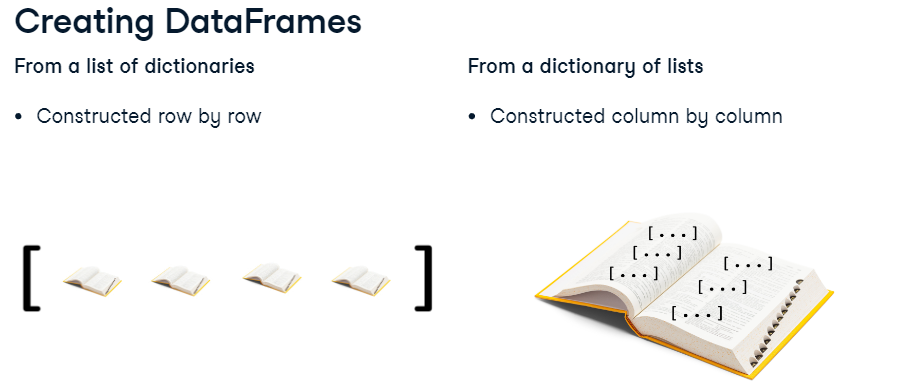 Creating DataFrames
From a list of dictionaries
• Constructed row by row
[ ]
From a dictionary of lists
• Constructed column by column
[...]
[...]
[...]
[...]
[...]
[...]